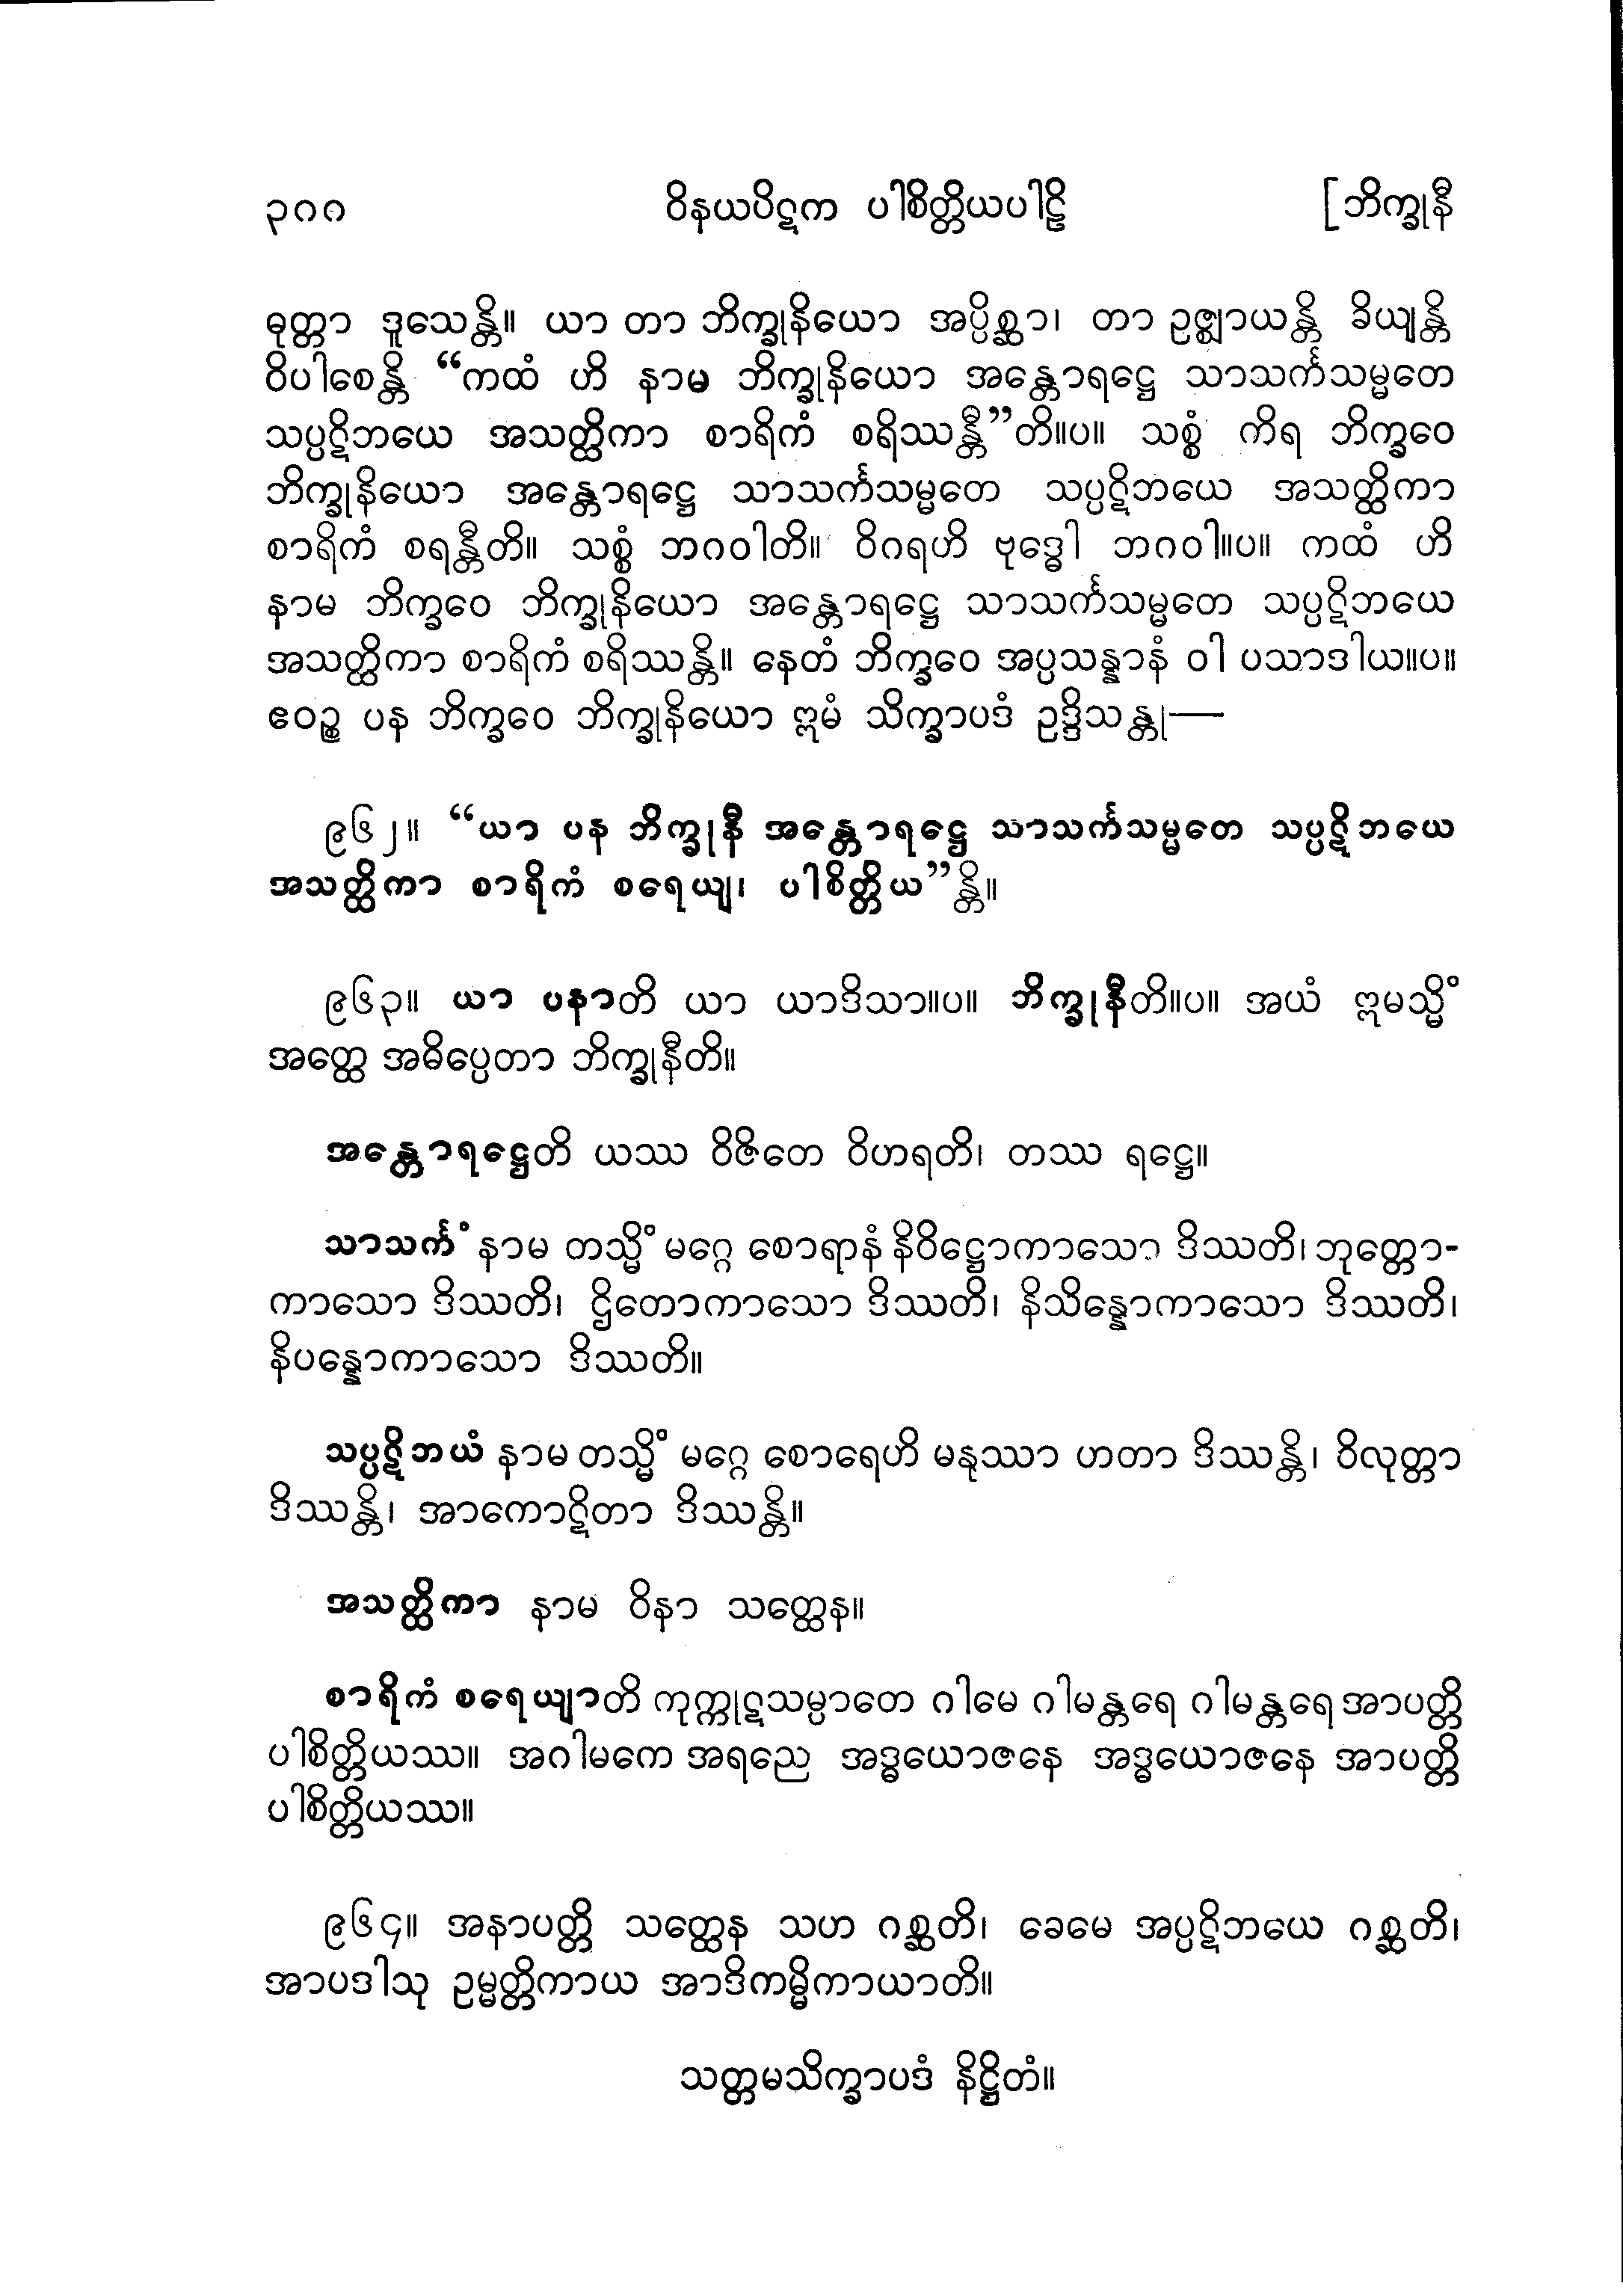 ၃၀၀ ဝိနယပိဋက ပါစိတ္တိယပါဠိ [ဘိက္ခုနီ
ဓုတ္တာ ဒူသေန္တိ။ ယာ တာ ဘိက္ခုနိယော အပ္ပိစ္ဆာ၊ တာ ဥဇ္ဈာယန္တိ ခိယျန္တိ
ဝိပါစေန္တိ “ကထံ ဟိ နာမ ဘိက္ခုနိယော အန္တောရဋ္ဌေ သာသင်္ကသမ္မတေ
သပ္ပဋိဘယေ အသတ္ထိကာ စာရိကံ စရိဿန္တီ”တိ။ပ။ သစ္စံ ကိရ ဘိက္ခဝေ
ဘိက္ခုနိယော အန္တောရဋ္ဌေ သာသင်္ကသမ္မတေ သပ္ပဋိဘယေ အသတ္ထိကာ
စာရိကံ စရန္တီတိ။ သစ္စံ ဘဂဝါတိ။ ဝိဂရဟိ ဗုဒ္ဓေါ ဘဂဝါ။ပ။ ကထံ ဟိ
နာမ ဘိက္ခဝေ ဘိက္ခုနိယော အန္တောရဋ္ဌေ သာသင်္ကသမ္မတေ သပ္ပဋိဘယေ
အသတ္ထိကာ စာရိကံ စရိဿန္တိ။ နေတံ ဘိက္ခဝေ အပ္ပသန္နာနံ ဝါ ပသာဒါယ။ပ။
ဧဝဉ္စ ပန ဘိက္ခဝေ ဘိက္ခုနိယော ဣမံ သိက္ခာပဒံ ဥဒ္ဒိသန္တု—
၉၆၂။ “ယာ ပန ဘိက္ခုနီ အန္တောရဋ္ဌေ သာသင်္ကသမ္မတေ သပ္ပဋိဘယေ
အသတ္ထိကာ စာရိကံ စရေယျ၊ ပါစိတ္တိယ”န္တိ။
၉၆၃။ ယာ ပနာတိ ယာ ယာဒိသာ။ပ။ ဘိက္ခုနီတိ။ပ။ အယံ ဣမသ္မိံ
အတ္ထေ အဓိပ္ပေတာ ဘိက္ခုနီတိ။
အန္တောရဋ္ဌေတိ ယဿ ဝိဇိတေ ဝိဟရတိ၊ တဿ ရဋ္ဌေ။
သာသင်္ကံ နာမ တသ္မိံ မဂ္ဂေ စောရာနံ နိဝိဋ္ဌောကာသော ဒိဿတိ၊ ဘုတ္တော-
ကာသော ဒိဿတိ၊ ဌိတောကာသော ဒိဿတိ၊ နိသိန္နောကာသော ဒိဿတိ၊
နိပန္နောကာသော ဒိဿတိ။
သပ္ပဋိဘယံ နာမ တသ္မိံ မဂ္ဂေ စောရေဟိ မနုဿာ ဟတာ ဒိဿန္တိ၊ ဝိလုတ္တာ
ဒိဿန္တိ၊ အာကောဋိတာ ဒိဿန္တိ။
အသတ္ထိကာ နာမ ဝိနာ သတ္ထေန။
စာရိကံ စရေယျာတိ ကုက္ကုဋသမ္ပာတေ ဂါမေ ဂါမန္တရေ ဂါမန္တရေ အာပတ္တိ
ပါစိတ္တိယဿ။ အဂါမကေ အရညေ အဒ္ဓယောဇနေ အဒ္ဓယောဇနေ အာပတ္တိ
ပါစိတ္တိယဿ။
၉၆၄။ အနာပတ္တိ သတ္ထေန သဟ ဂစ္ဆတိ၊ ခေမေ အပ္ပဋိဘယေ ဂစ္ဆတိ၊
အာပဒါသု ဥမ္မတ္တိကာယ အာဒိကမ္မိကာယာတိ။
သတ္တမသိက္ခာပဒံ နိဋ္ဌိတံ။